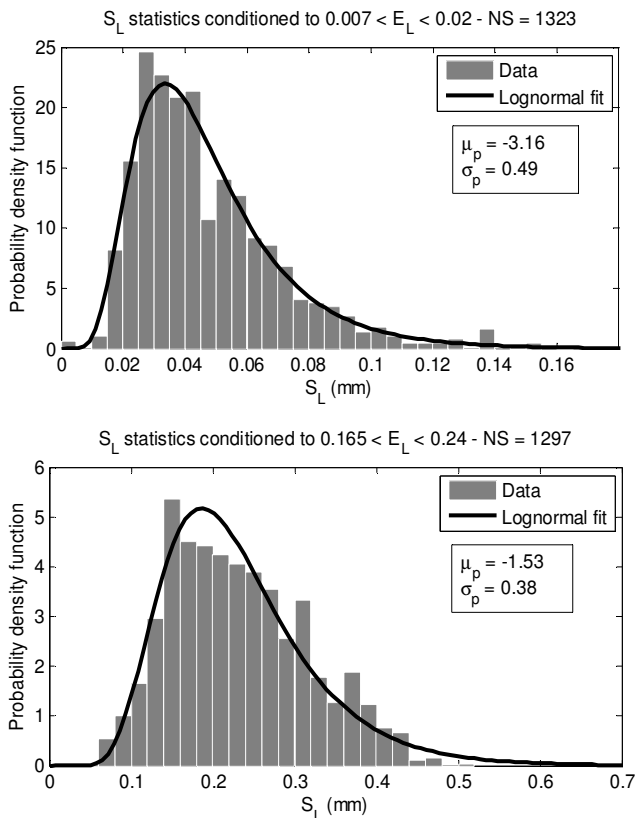 S_L statistics conditioned to 0.007 < E_L < 0.02 - NS = 1323
25
20
15
10
5
0
Probability density function
Data
Lognormal fit
μ_p = -3.16
σ_p = 0.49
0 0.02 0.04 0.06 0.08 0.1 0.12 0.14 0.16
S_L (mm)
S_L statistics conditioned to 0.165 < E_L < 0.24 - NS = 1297
6
5
4
3
2
1
0
Probability density function
Data
Lognormal fit
μ_p = -1.53
σ_p = 0.38
0 0.1 0.2 0.3 0.4 0.5 0.6 0.7
S_L (mm)